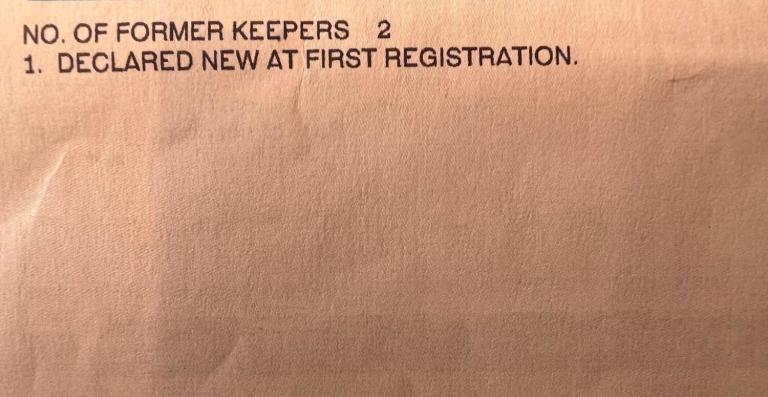 NO. OF FORMER KEEPERS 2
1. DECLARED NEW AT FIRST REGISTRATION.